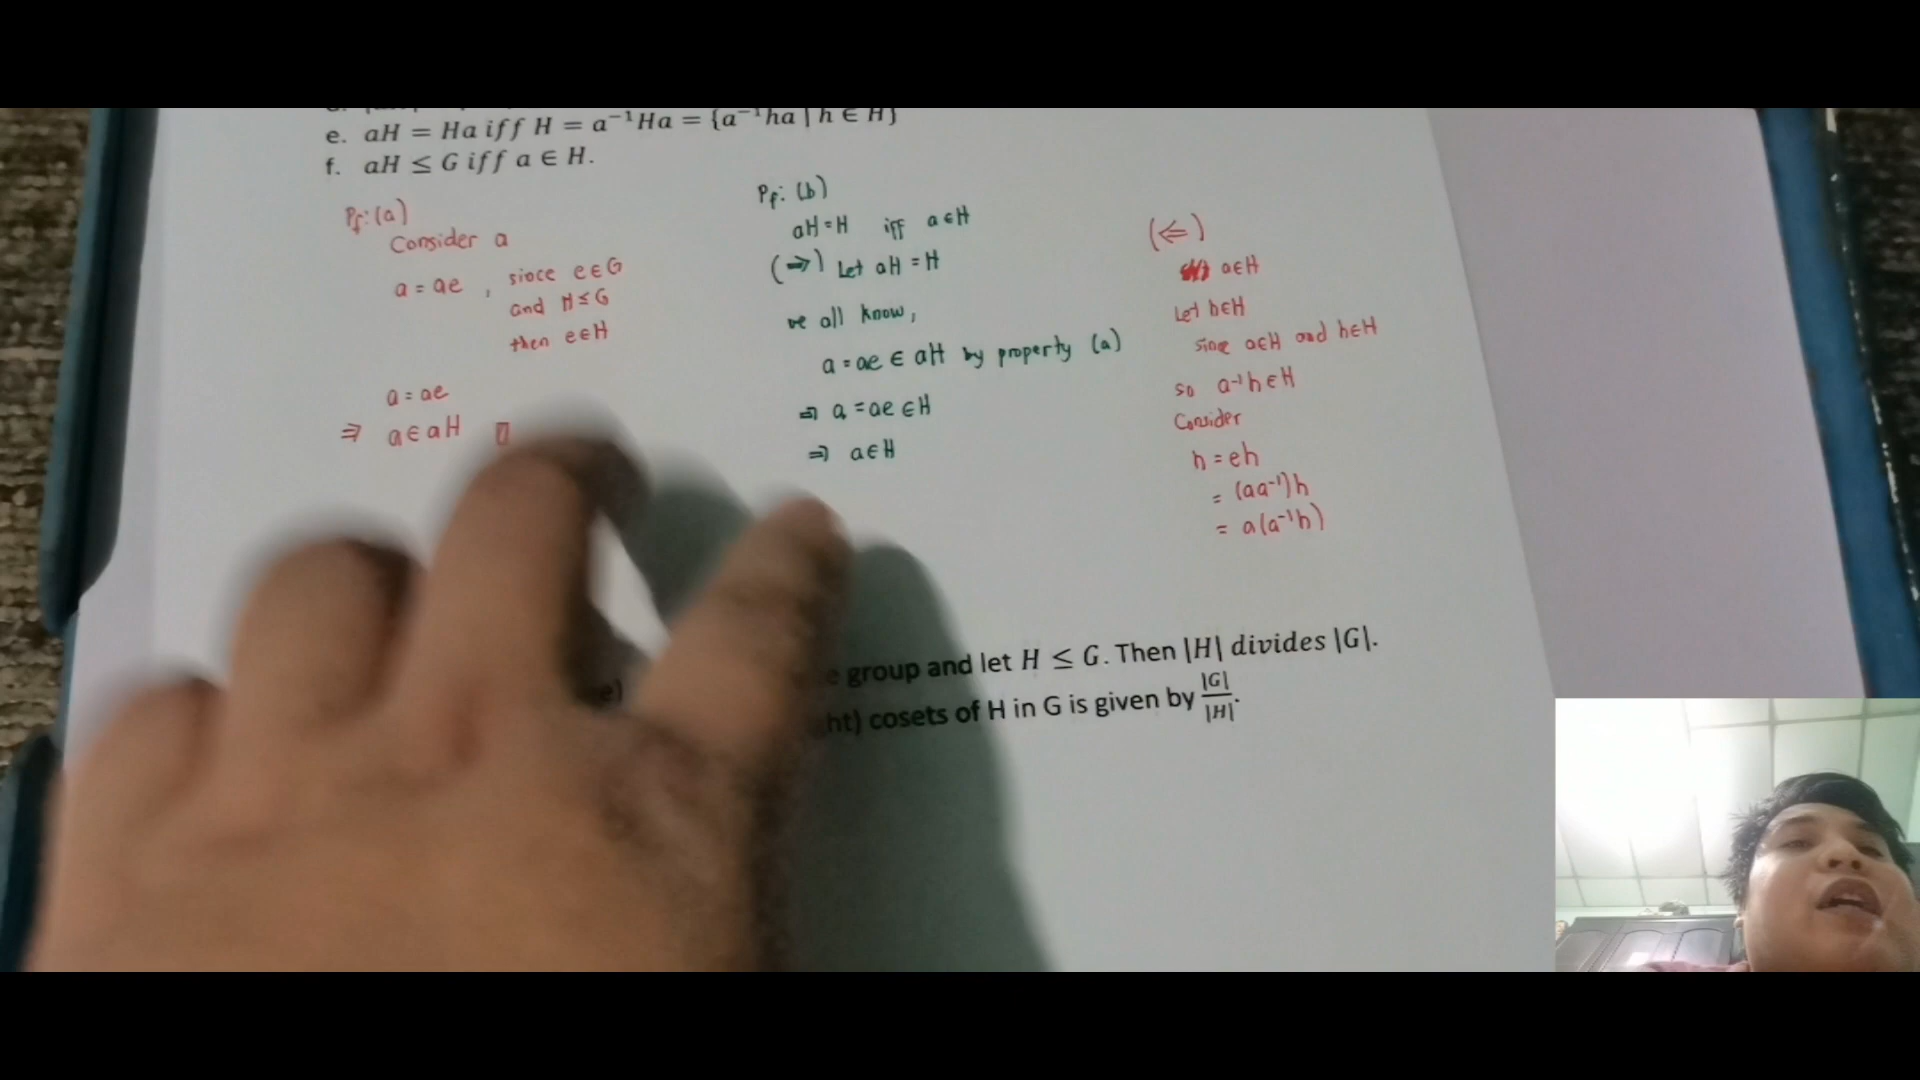 e. aH = Ha iff H = a⁻¹Ha = {a⁻¹ha | h ∈ H}
f. aH ≤ G iff a ∈ H.
Pf: (a)
Consider a
a = ae , since e∈G
and H≤G
then e∈H
a = ae
⇒ a∈aH
Pf: (b)
aH=H iff a∈H
(⇒) Let aH = H
we all know,
a = ae ∈ aH by property (a)
⇒ a = ae ∈H
⇒ a∈H
(⇐)
a∈H
Let h∈H
since a∈H and h∈H
so a⁻¹h∈H
Consider
h = eh
= (aa⁻¹)h
= a(a⁻¹h)
group and let H ≤ G. Then |H| divides |G|.
cosets of H in G is given by |G|/|H|.